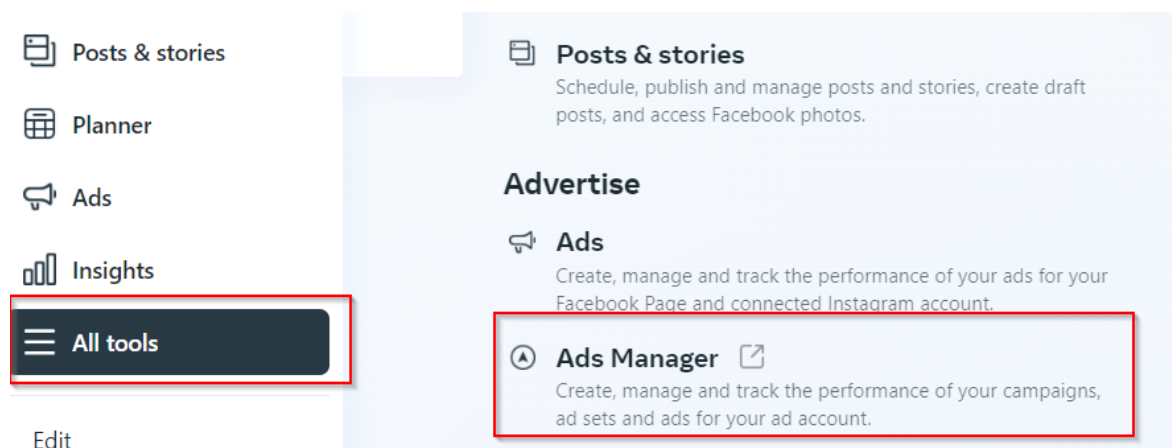 Posts & stories
Planner
Ads
Insights
All tools
Edit
Posts & stories
Schedule, publish and manage posts and stories, create draft
posts, and access Facebook photos.
Advertise
Ads
Create, manage and track the performance of your ads for your
Facebook Page and connected Instagram account.
Ads Manager
Create, manage and track the performance of your campaigns,
ad sets and ads for your ad account.